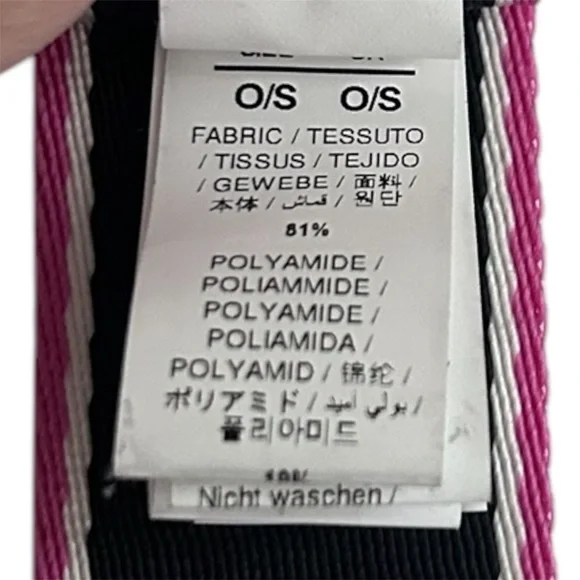 O/S O/S
FABRIC / TESSUTO
/ TISSUS / TEJIDO
/ GEWEBE / 面料 /
本体 / قماش / 원단
81%
POLYAMIDE /
POLIAMMIDE /
POLYAMIDE /
POLIAMIDA /
POLYAMID / 锦纶 /
ポリアミド / بولي أميد /
폴리아미드
Nicht waschen /